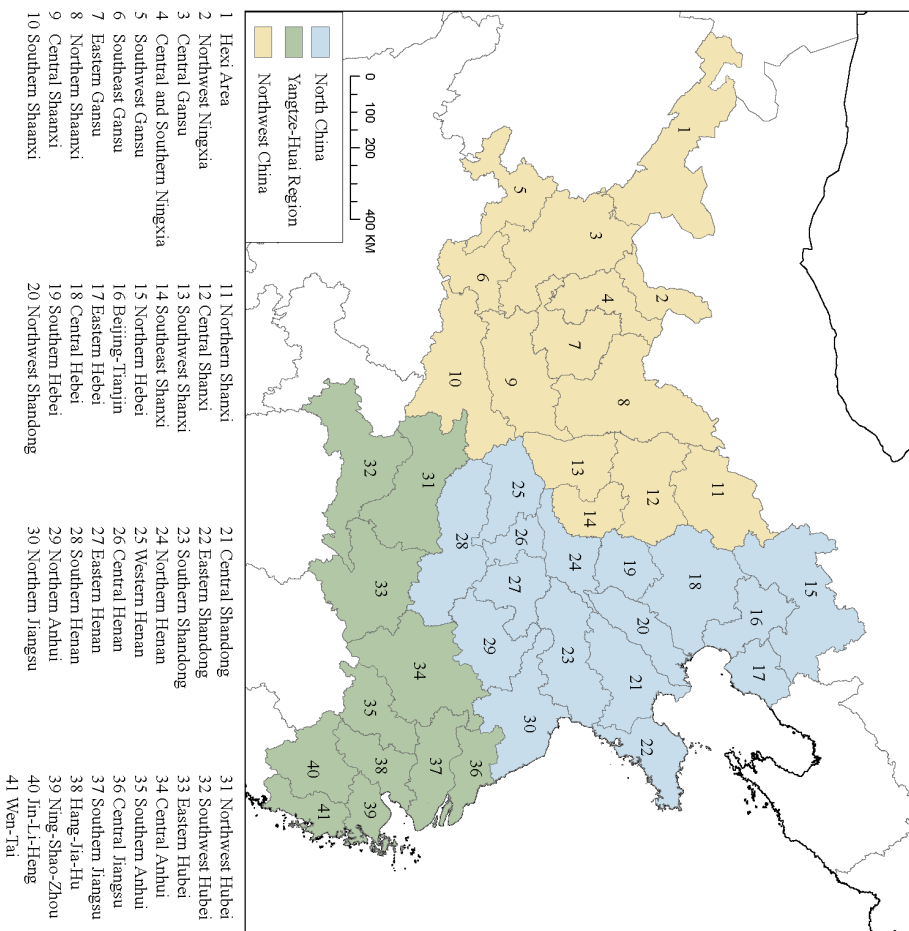 15
17
16
11
18
1
2
12
22
20
21
19
8
4
3
14
13
7
24
23
30
26
5
25
27
9
29
6
36
28
10
37
31
34
33
38
32
35
39
41
40
0 100 200 400 KM
North China
Yangtze-Huai Region
Northwest China
1 Hexi Area
2 Northwest Ningxia
3 Central Gansu
4 Central and Southern Ningxia
5 Southwest Gansu
6 Southeast Gansu
7 Eastern Gansu
8 Northern Shaanxi
9 Central Shaanxi
10 Southern Shaanxi
11 Northern Shanxi
12 Central Shanxi
13 Southwest Shanxi
14 Southeast Shanxi
15 Northern Hebei
16 Beijing-Tianjin
17 Eastern Hebei
18 Central Hebei
19 Southern Hebei
20 Northwest Shandong
21 Central Shandong
22 Eastern Shandong
23 Southern Shandong
24 Northern Henan
25 Western Henan
26 Central Henan
27 Eastern Henan
28 Southern Henan
29 Northern Anhui
30 Northern Jiangsu
31 Northwest Hubei
32 Southwest Hubei
33 Eastern Hubei
34 Central Anhui
35 Southern Anhui
36 Central Jiangsu
37 Southern Jiangsu
38 Hang-Jia-Hu
39 Ning-Shao-Zhou
40 Jin-Li-Heng
41 Wen-Tai